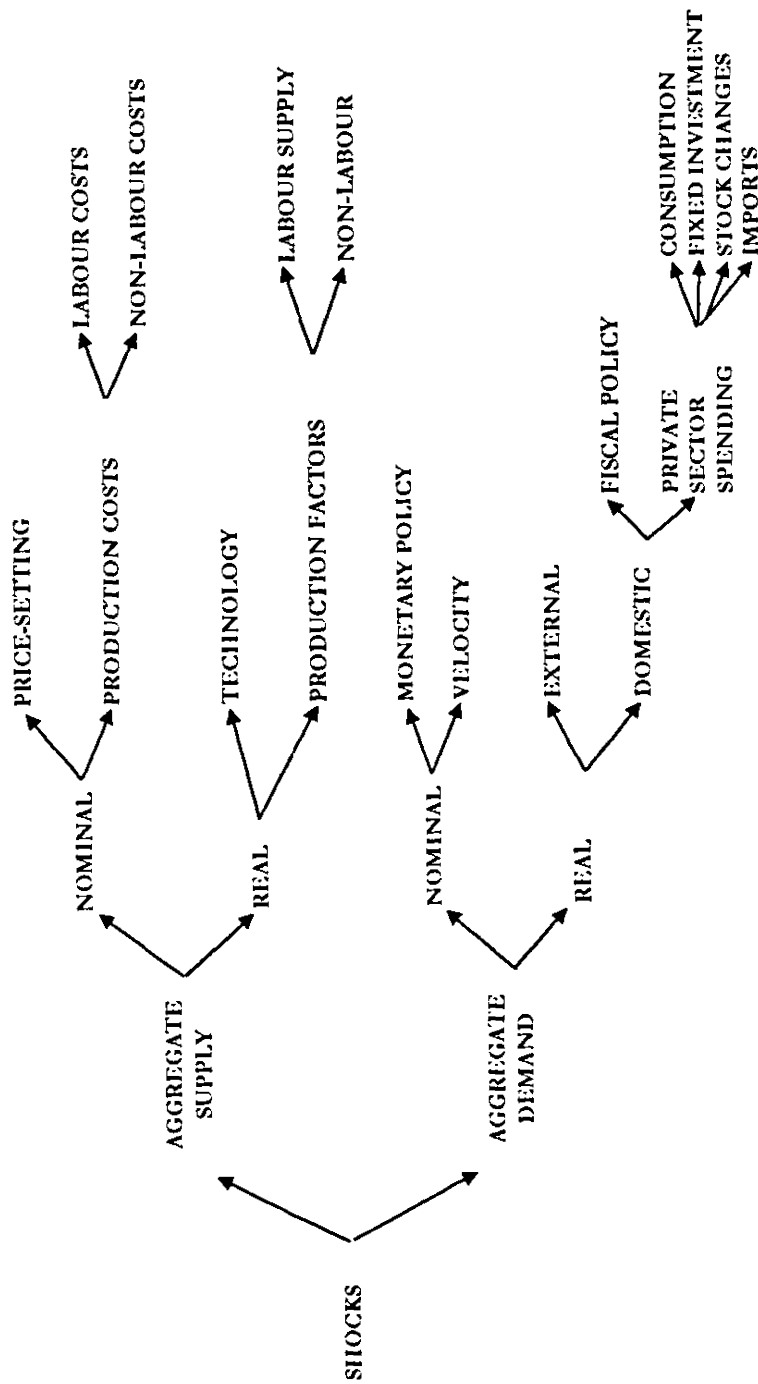 SHOCKS
AGGREGATE
SUPPLY
NOMINAL
PRICE-SETTING
PRODUCTION COSTS
LABOUR COSTS
NON-LABOUR COSTS
REAL
TECHNOLOGY
PRODUCTION FACTORS
LABOUR SUPPLY
NON-LABOUR
AGGREGATE
DEMAND
NOMINAL
MONETARY POLICY
VELOCITY
REAL
EXTERNAL
DOMESTIC
FISCAL POLICY
PRIVATE
SECTOR
SPENDING
CONSUMPTION
FIXED INVESTMENT
STOCK CHANGES
IMPORTS